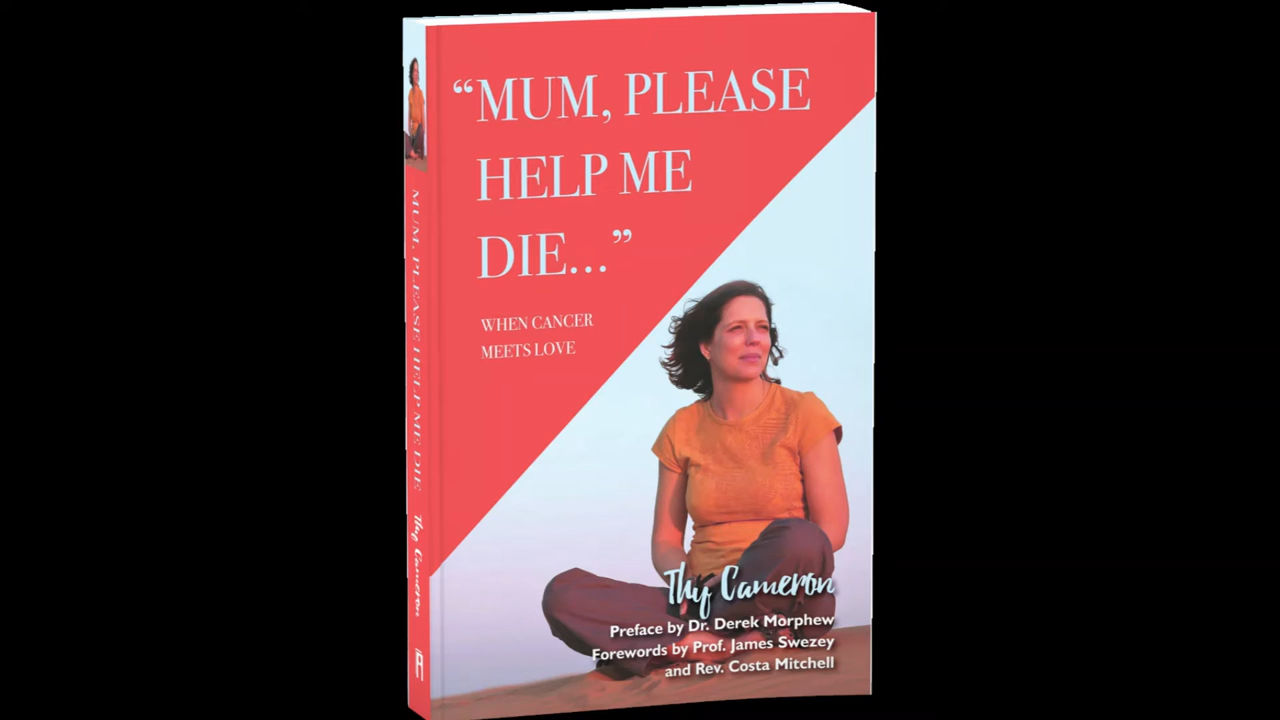 “MUM, PLEASE
HELP ME
DIE...”
WHEN CANCER
MEETS LOVE
Thy Cameron
Preface by Dr. Derek Morphew
Forewords by Prof. James Swezey
and Rev. Costa Mitchell
MUM, PLEASE HELP ME DIE
Thy Cameron